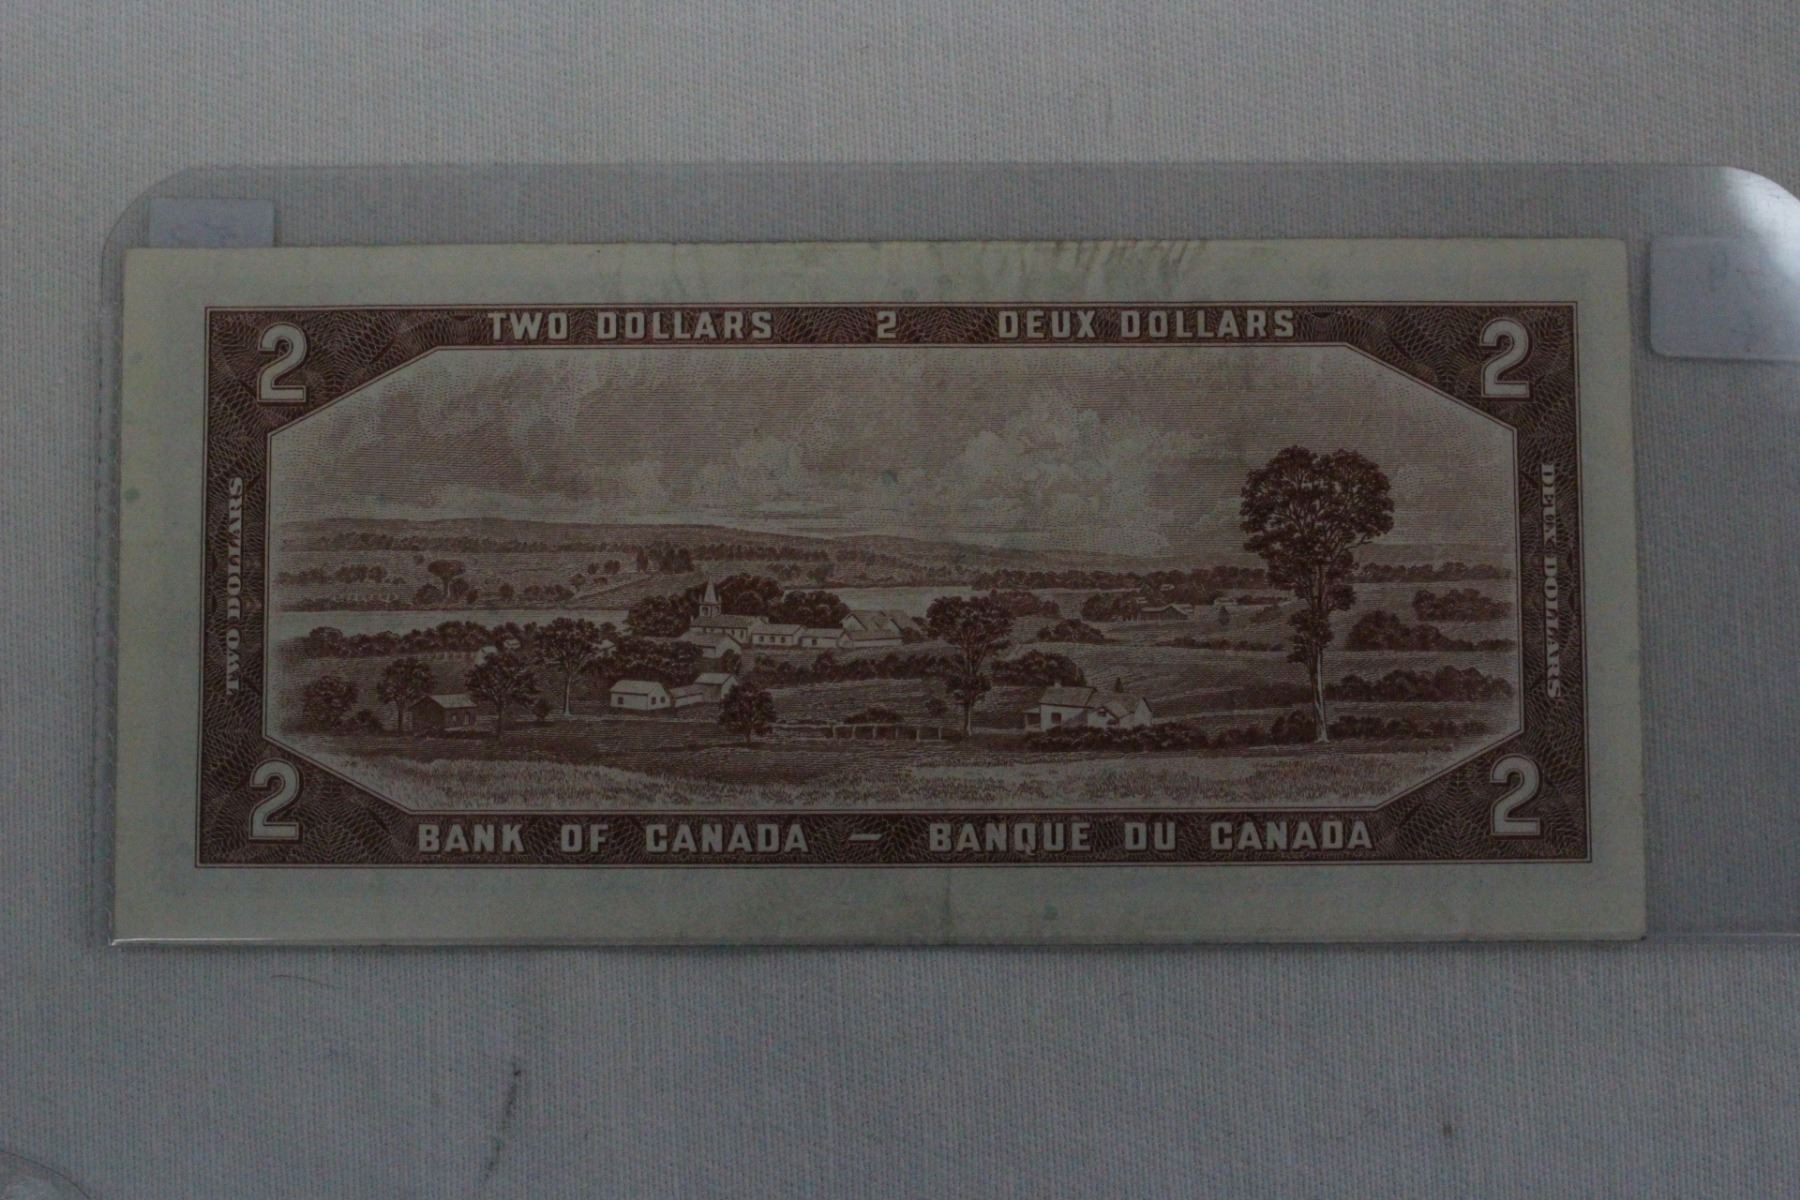 2 TWO DOLLARS 2 DEUX DOLLARS 2
TWO DOLLARS
DEUX DOLLARS
2 BANK OF CANADA — BANQUE DU CANADA 2